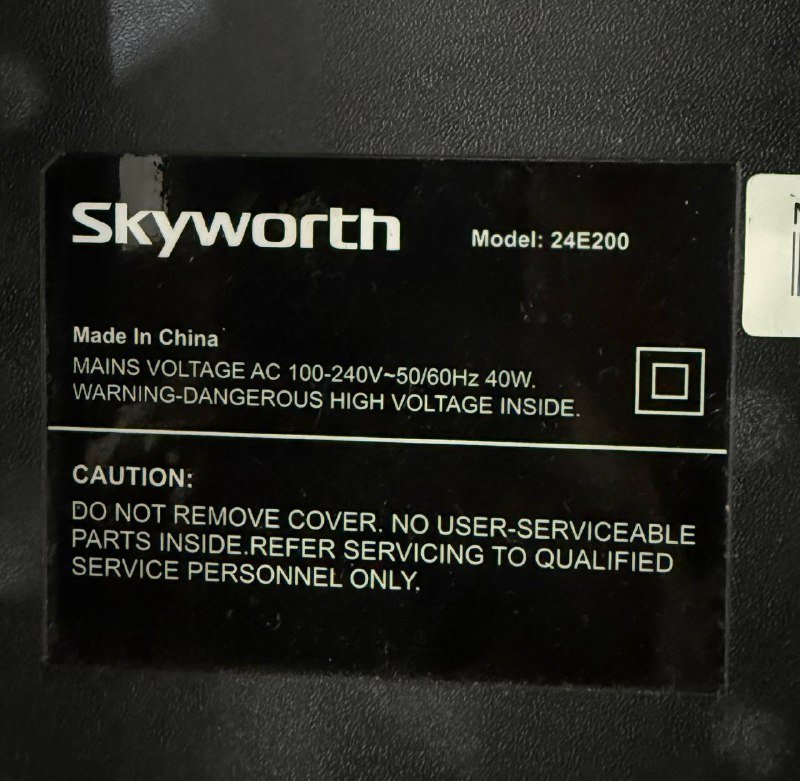 Skyworth
Model: 24E200
Made In China
MAINS VOLTAGE AC 100-240V~50/60Hz 40W.
WARNING-DANGEROUS HIGH VOLTAGE INSIDE.
CAUTION:
DO NOT REMOVE COVER. NO USER-SERVICEABLE
PARTS INSIDE.REFER SERVICING TO QUALIFIED
SERVICE PERSONNEL ONLY.